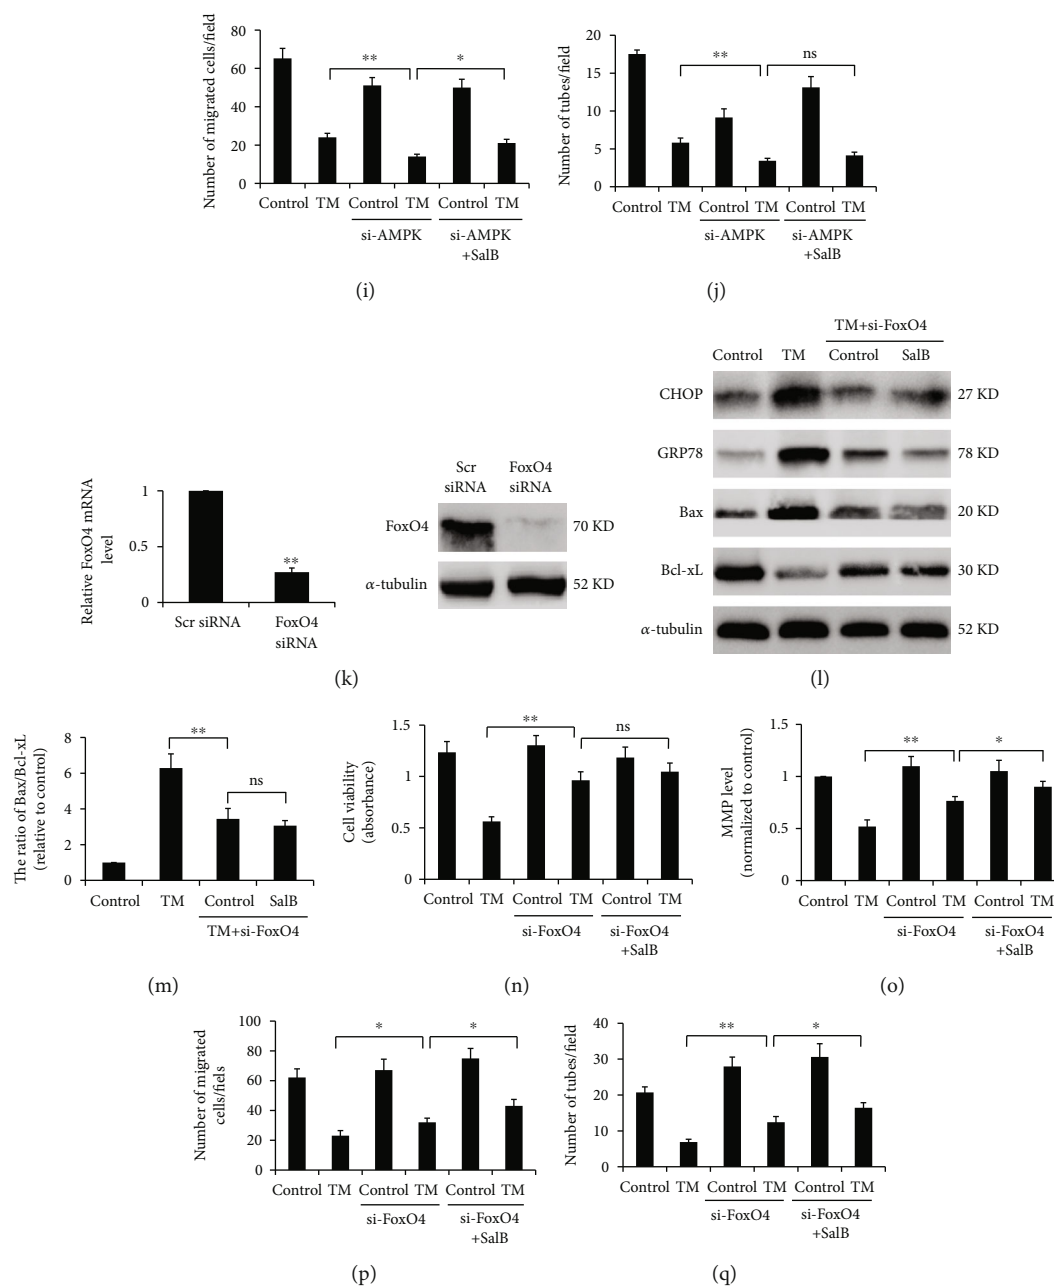 Number of migrated cells/field
80
60
40
20
0
**
*
Control TM Control TM Control TM
si-AMPK
si-AMPK
+SalB
(i)
Number of tubes/field
20
15
10
5
0
**
ns
Control TM Control TM Control TM
si-AMPK
si-AMPK
+SalB
(j)
Relative FoxO4 mRNA
level
1
0.5
0
**
Scr siRNA
FoxO4
siRNA
Scr
siRNA
FoxO4
siRNA
FoxO4
70 KD
α-tubulin
52 KD
(k)
TM+si-FoxO4
Control TM Control SalB
CHOP
27 KD
GRP78
78 KD
Bax
20 KD
Bcl-xL
30 KD
α-tubulin
52 KD
(l)
The ratio of Bax/Bcl-xL
(relative to control)
8
6
4
2
0
**
ns
Control TM Control SalB
TM+si-FoxO4
(m)
Cell viability
(absorbance)
1.5
1
0.5
0
**
ns
Control TM Control TM Control TM
si-FoxO4
si-FoxO4
+SalB
(n)
MMP level
(normalized to control)
1.5
1
0.5
0
**
*
Control TM Control TM Control TM
si-FoxO4
si-FoxO4
+SalB
(o)
Number of migrated
cells/fiels
100
80
60
40
20
0
*
*
Control TM Control TM Control TM
si-FoxO4
si-FoxO4
+SalB
(p)
Number of tubes/field
40
30
20
10
0
**
*
Control TM Control TM Control TM
si-FoxO4
si-FoxO4
+SalB
(q)